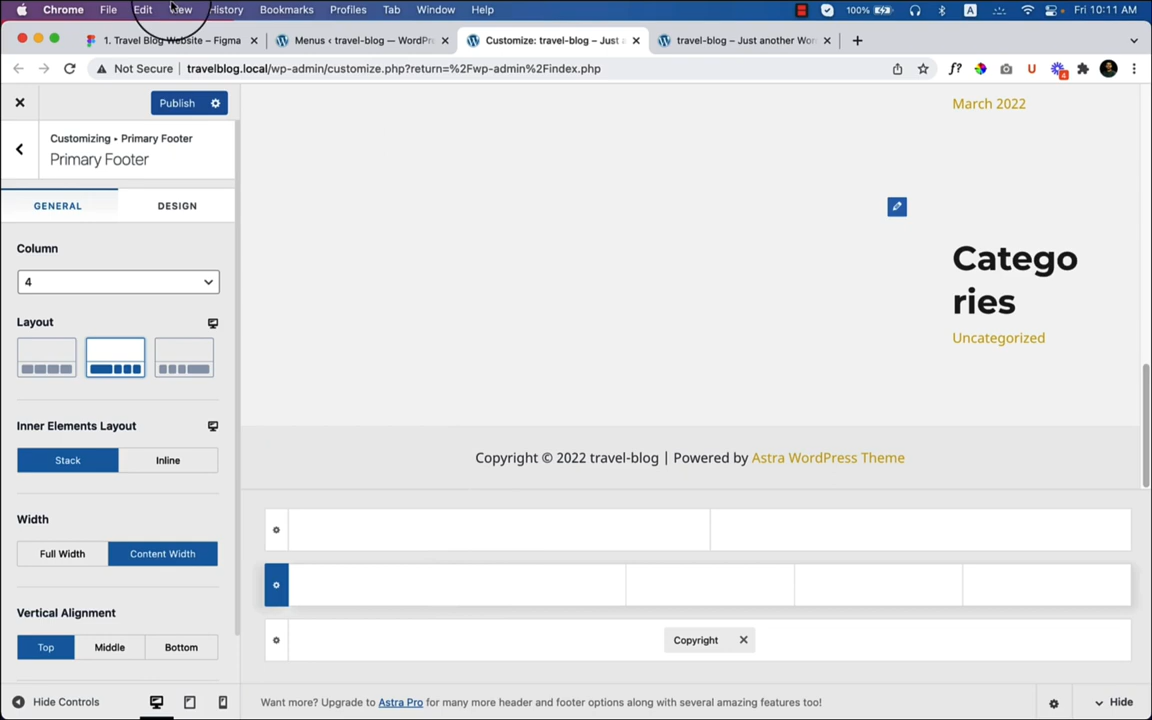 Chrome File Edit View History Bookmarks Profiles Tab Window Help 100% A Fri 10:11 AM
1. Travel Blog Website – Figma
Menus ‹ travel-blog — WordPr
Customize: travel-blog – Just a
travel-blog – Just another Wor
Not Secure travelblog.local/wp-admin/customize.php?return=%2Fwp-admin%2Findex.php
f? U 4
Publish
Customizing • Primary Footer
Primary Footer
GENERAL DESIGN
Column
4
Layout
Inner Elements Layout
Stack Inline
Width
Full Width Content Width
Vertical Alignment
Top Middle Bottom
Hide Controls
March 2022
Catego
ries
Uncategorized
Copyright © 2022 travel-blog | Powered by Astra WordPress Theme
Copyright
Want more? Upgrade to Astra Pro for many more header and footer options along with several amazing features too!
Hide